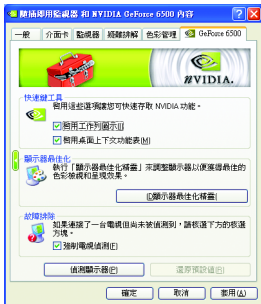 隨插即用監視器 和 NVIDIA GeForce 6500 內容
一般 介面卡 監視器 疑難排解 色彩管理 GeForce 6500
NVIDIA.
快速鍵工具
啟用這些選項讓您可快速存取 NVIDIA 功能。
啟用工作列圖示(I)
啟用桌面上下文功能表(M)
顯示器最佳化
執行「顯示器最佳化精靈」來調整顯示器以便獲得最佳的
色彩檢視和呈現效果。
(D)顯示器最佳化精靈(
故障排除
如果連接了一台電視但尚未被偵測到，請核選下方的核選
方塊。
強制電視偵測(F)
偵測顯示器(P)
還原預設值(R)
確定 取消 套用(A)